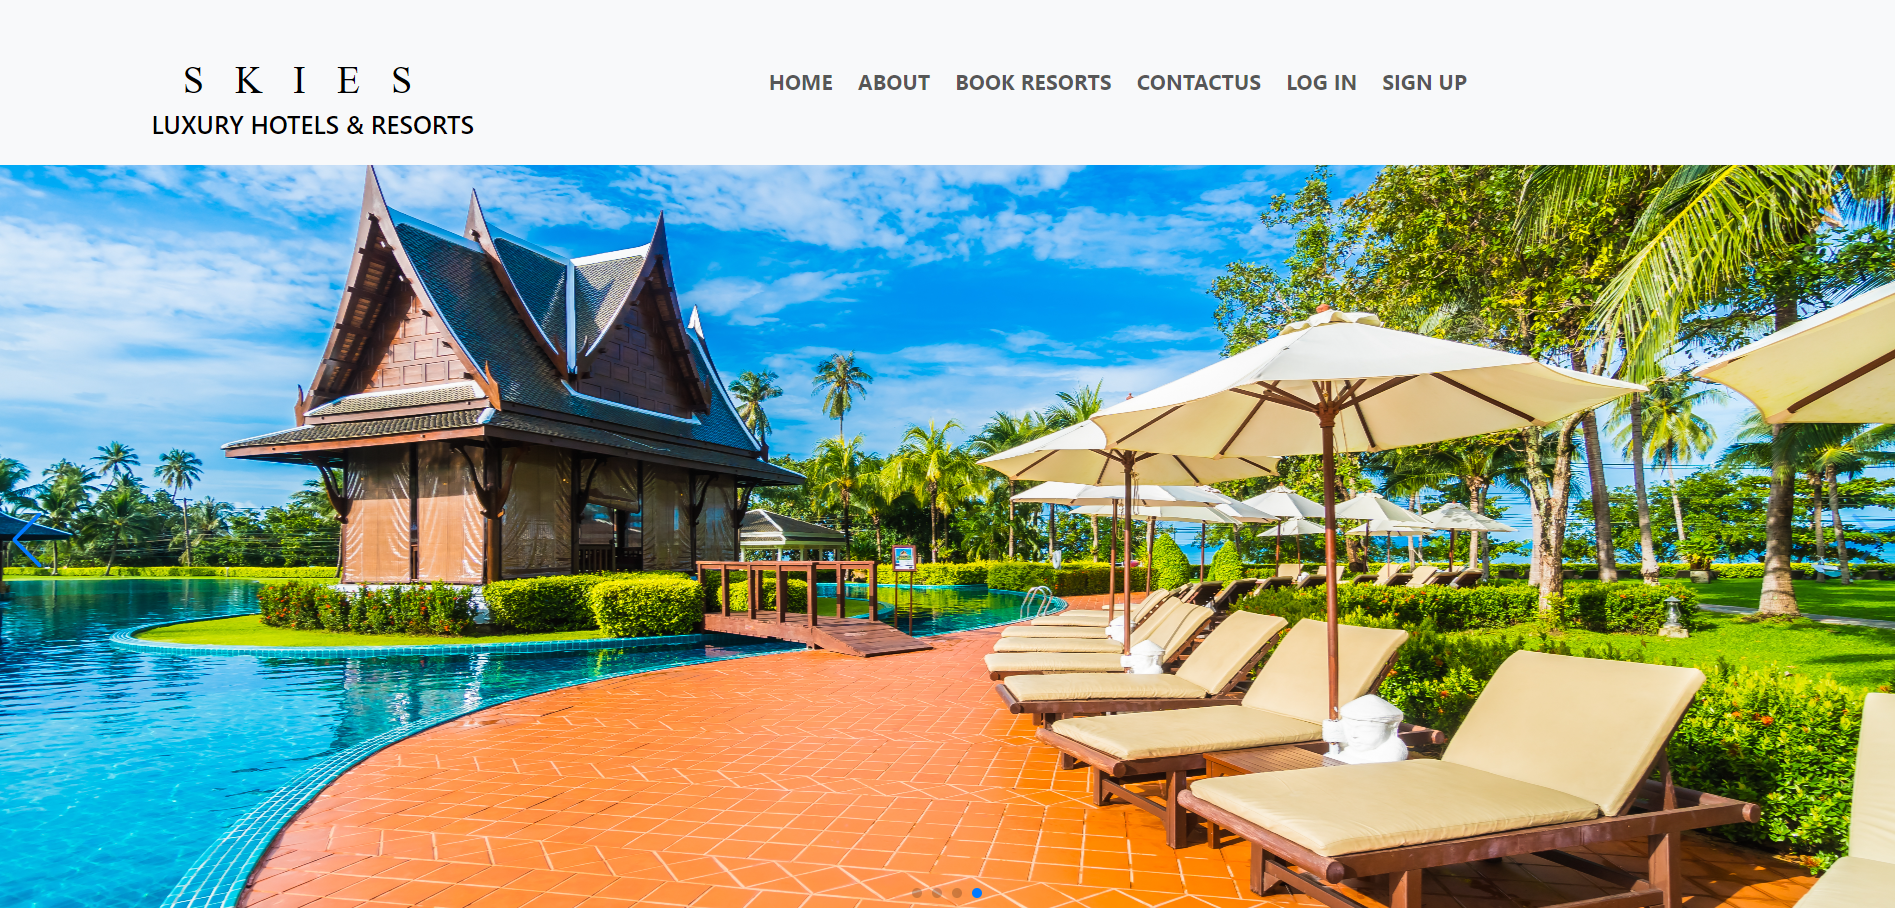 S K I E S
LUXURY HOTELS & RESORTS
HOME ABOUT BOOK RESORTS CONTACTUS LOG IN SIGN UP